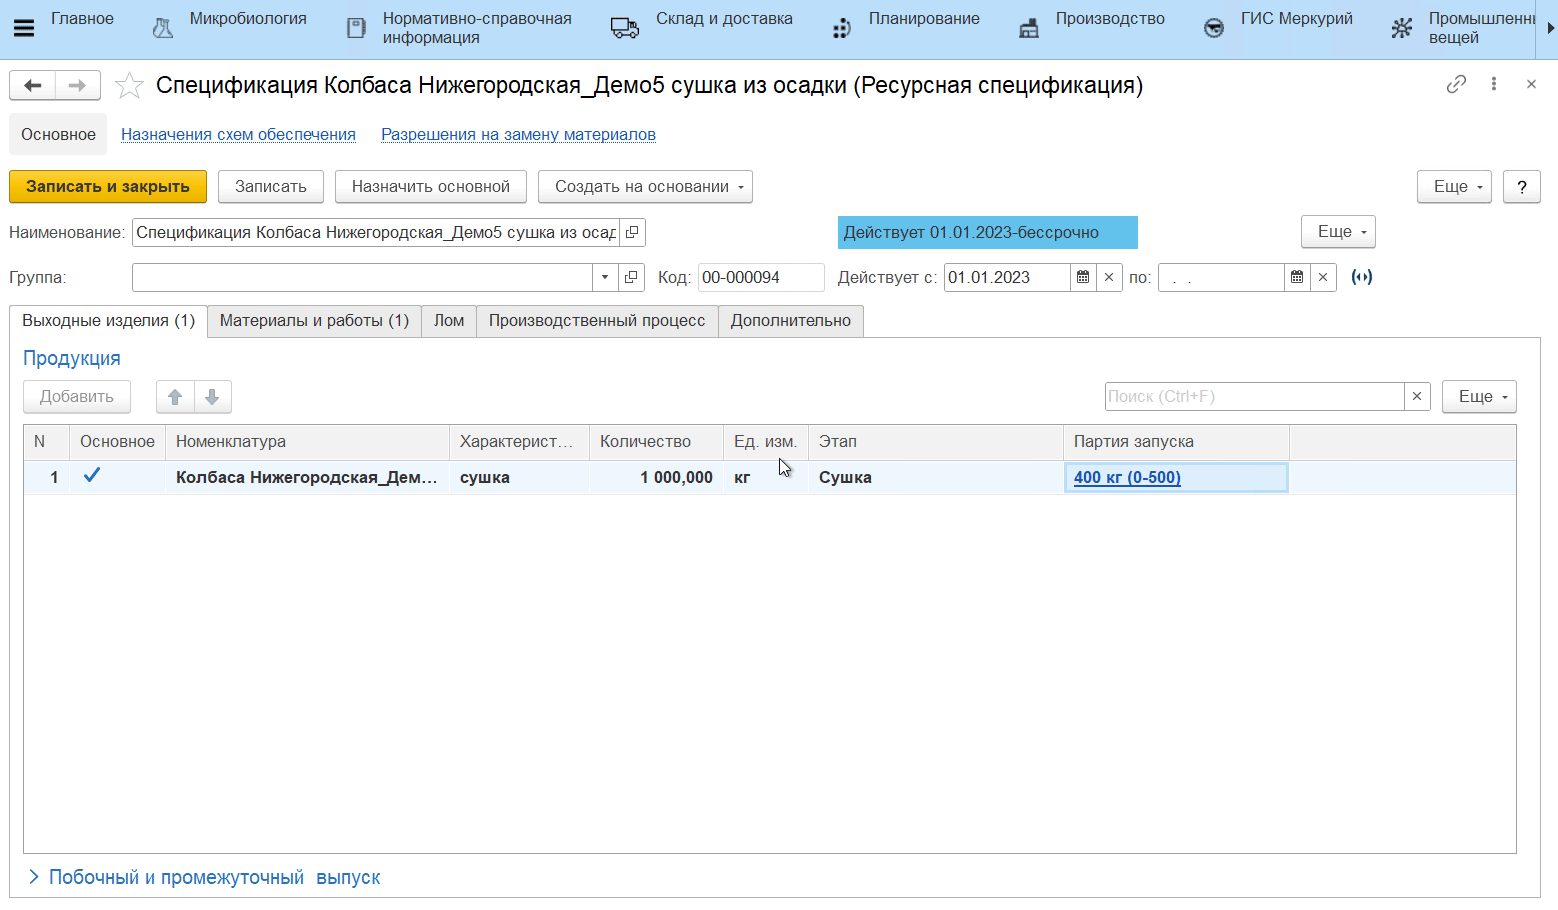 Главное
Микробиология
Нормативно-справочная
информация
Склад и доставка
Планирование
Производство
ГИС Меркурий
вещей
Спецификация Колбаса Нижегородская_Демо5 сушка из осадки (Ресурсная спецификация)
Основное Назначения схем обеспечения Разрешения на замену материалов
Записать и закрыть Записать Назначить основной Создать на основании Еще ?
Наименование: Спецификация Колбаса Нижегородская_Демо5 сушка из осад Действует 01.01.2023-бессрочно Еще
Группа: Код: 00-000094 Действует с: 01.01.2023 по: . .
Выходные изделия (1) Материалы и работы (1) Лом Производственный процесс Дополнительно
Продукция
Добавить Поиск (Ctrl+F) × Еще
N Основное Номенклатура Характерист... Количество Ед. изм. Этап Партия запуска
1 Колбаса Нижегородская_Дем... сушка 1 000,000 кг Сушка 400 кг (0-500)
Побочный и промежуточный выпуск